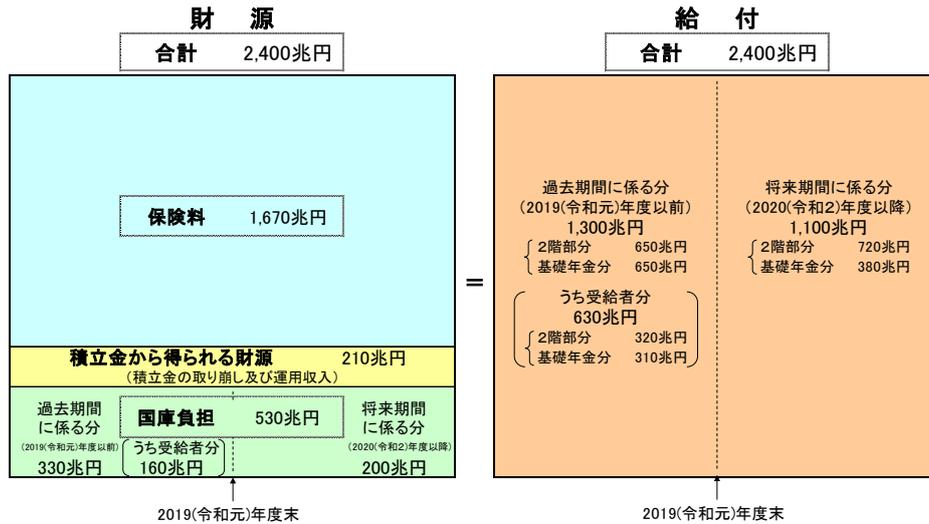 財　源
合計　2,400兆円
保険料　1,670兆円
積立金から得られる財源　210兆円
(積立金の取り崩し及び運用収入)
国庫負担　530兆円
過去期間
に係る分
(2019(令和元)年度以前)
330兆円
うち受給者分
160兆円
将来期間
に係る分
(2020(令和2)年度以降)
200兆円
2019(令和元)年度末
＝
給　付
合計　2,400兆円
過去期間に係る分
(2019(令和元)年度以前)
1,300兆円
2階部分　650兆円
基礎年金分　650兆円
うち受給者分
630兆円
2階部分　320兆円
基礎年金分　310兆円
将来期間に係る分
(2020(令和2)年度以降)
1,100兆円
2階部分　720兆円
基礎年金分　380兆円
2019(令和元)年度末